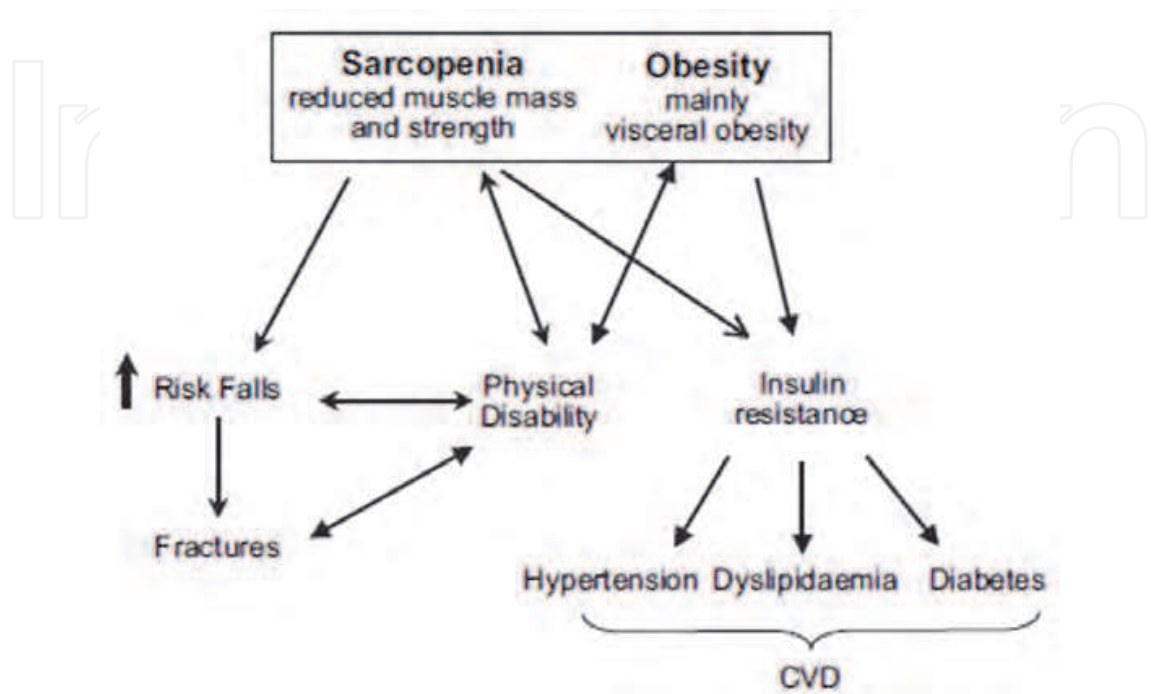 Sarcopenia
reduced muscle mass
and strength
Obesity
mainly
visceral obesity
Risk Falls
Physical
Disability
Insulin
resistance
Fractures
Hypertension
Dyslipidaemia
Diabetes
CVD